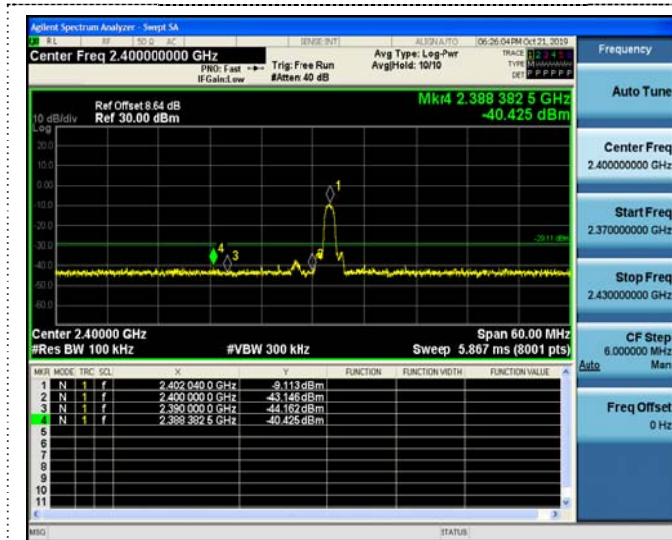 Agilent Spectrum Analyzer - Swept SA
RL RF 50 Ω AC SENSE:INT ALIGN AUTO 06:26:04 PM Oct 21, 2019
Center Freq 2.400000000 GHz
PNO: Fast
IFGain:Low
Trig: Free Run
#Atten: 40 dB
Avg Type: Log-Pwr
Avg|Hold: 10/10
TRACE 1 2 3 4 5 6
TYPE
DET P P P P P P
Ref Offset 8.64 dB
Ref 30.00 dBm
10 dB/div
Log
Mkr4 2.388 382 5 GHz
-40.425 dBm
20.0
10.0
0.00
-10.0
-20.0
-30.0
-40.0
-50.0
-60.0
1
2
3
4
-29.11 dBm
Center 2.40000 GHz
#Res BW 100 kHz
#VBW 300 kHz
Span 60.00 MHz
Sweep 5.867 ms (8001 pts)
MKR MODE TRC SCL X Y FUNCTION FUNCTION WIDTH FUNCTION VALUE
1 N 1 f 2.402 040 0 GHz -9.113 dBm
2 N 1 f 2.400 000 0 GHz -43.146 dBm
3 N 1 f 2.390 000 0 GHz -44.162 dBm
4 N 1 f 2.388 382 5 GHz -40.425 dBm
5
6
7
8
9
10
11
MSG
STATUS
Frequency
Auto Tune
Center Freq
2.400000000 GHz
Start Freq
2.370000000 GHz
Stop Freq
2.430000000 GHz
CF Step
6.000000 MHz
Auto Man
Freq Offset
0 Hz